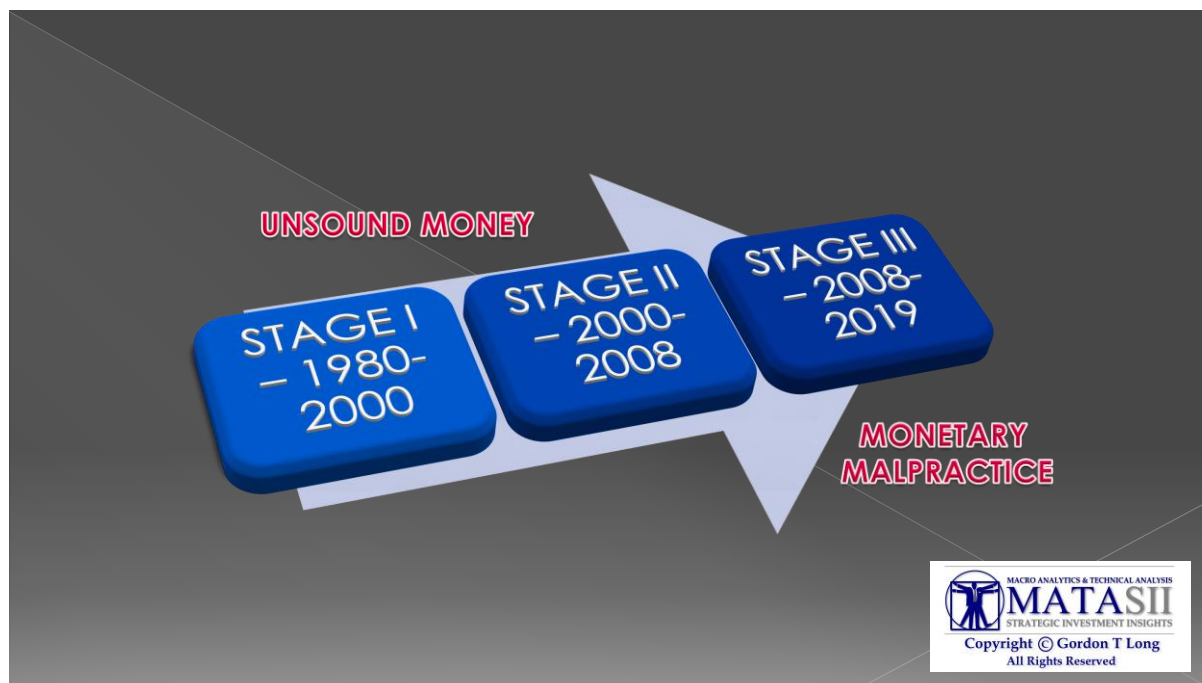 UNSOUND MONEY
STAGE I
– 1980-
2000
STAGE II
– 2000-
2008
STAGE III
– 2008-
2019
MONETARY
MALPRACTICE
MACRO ANALYTICS & TECHNICAL ANALYSIS
MATASII
STRATEGIC INVESTMENT INSIGHTS
Copyright © Gordon T Long
All Rights Reserved